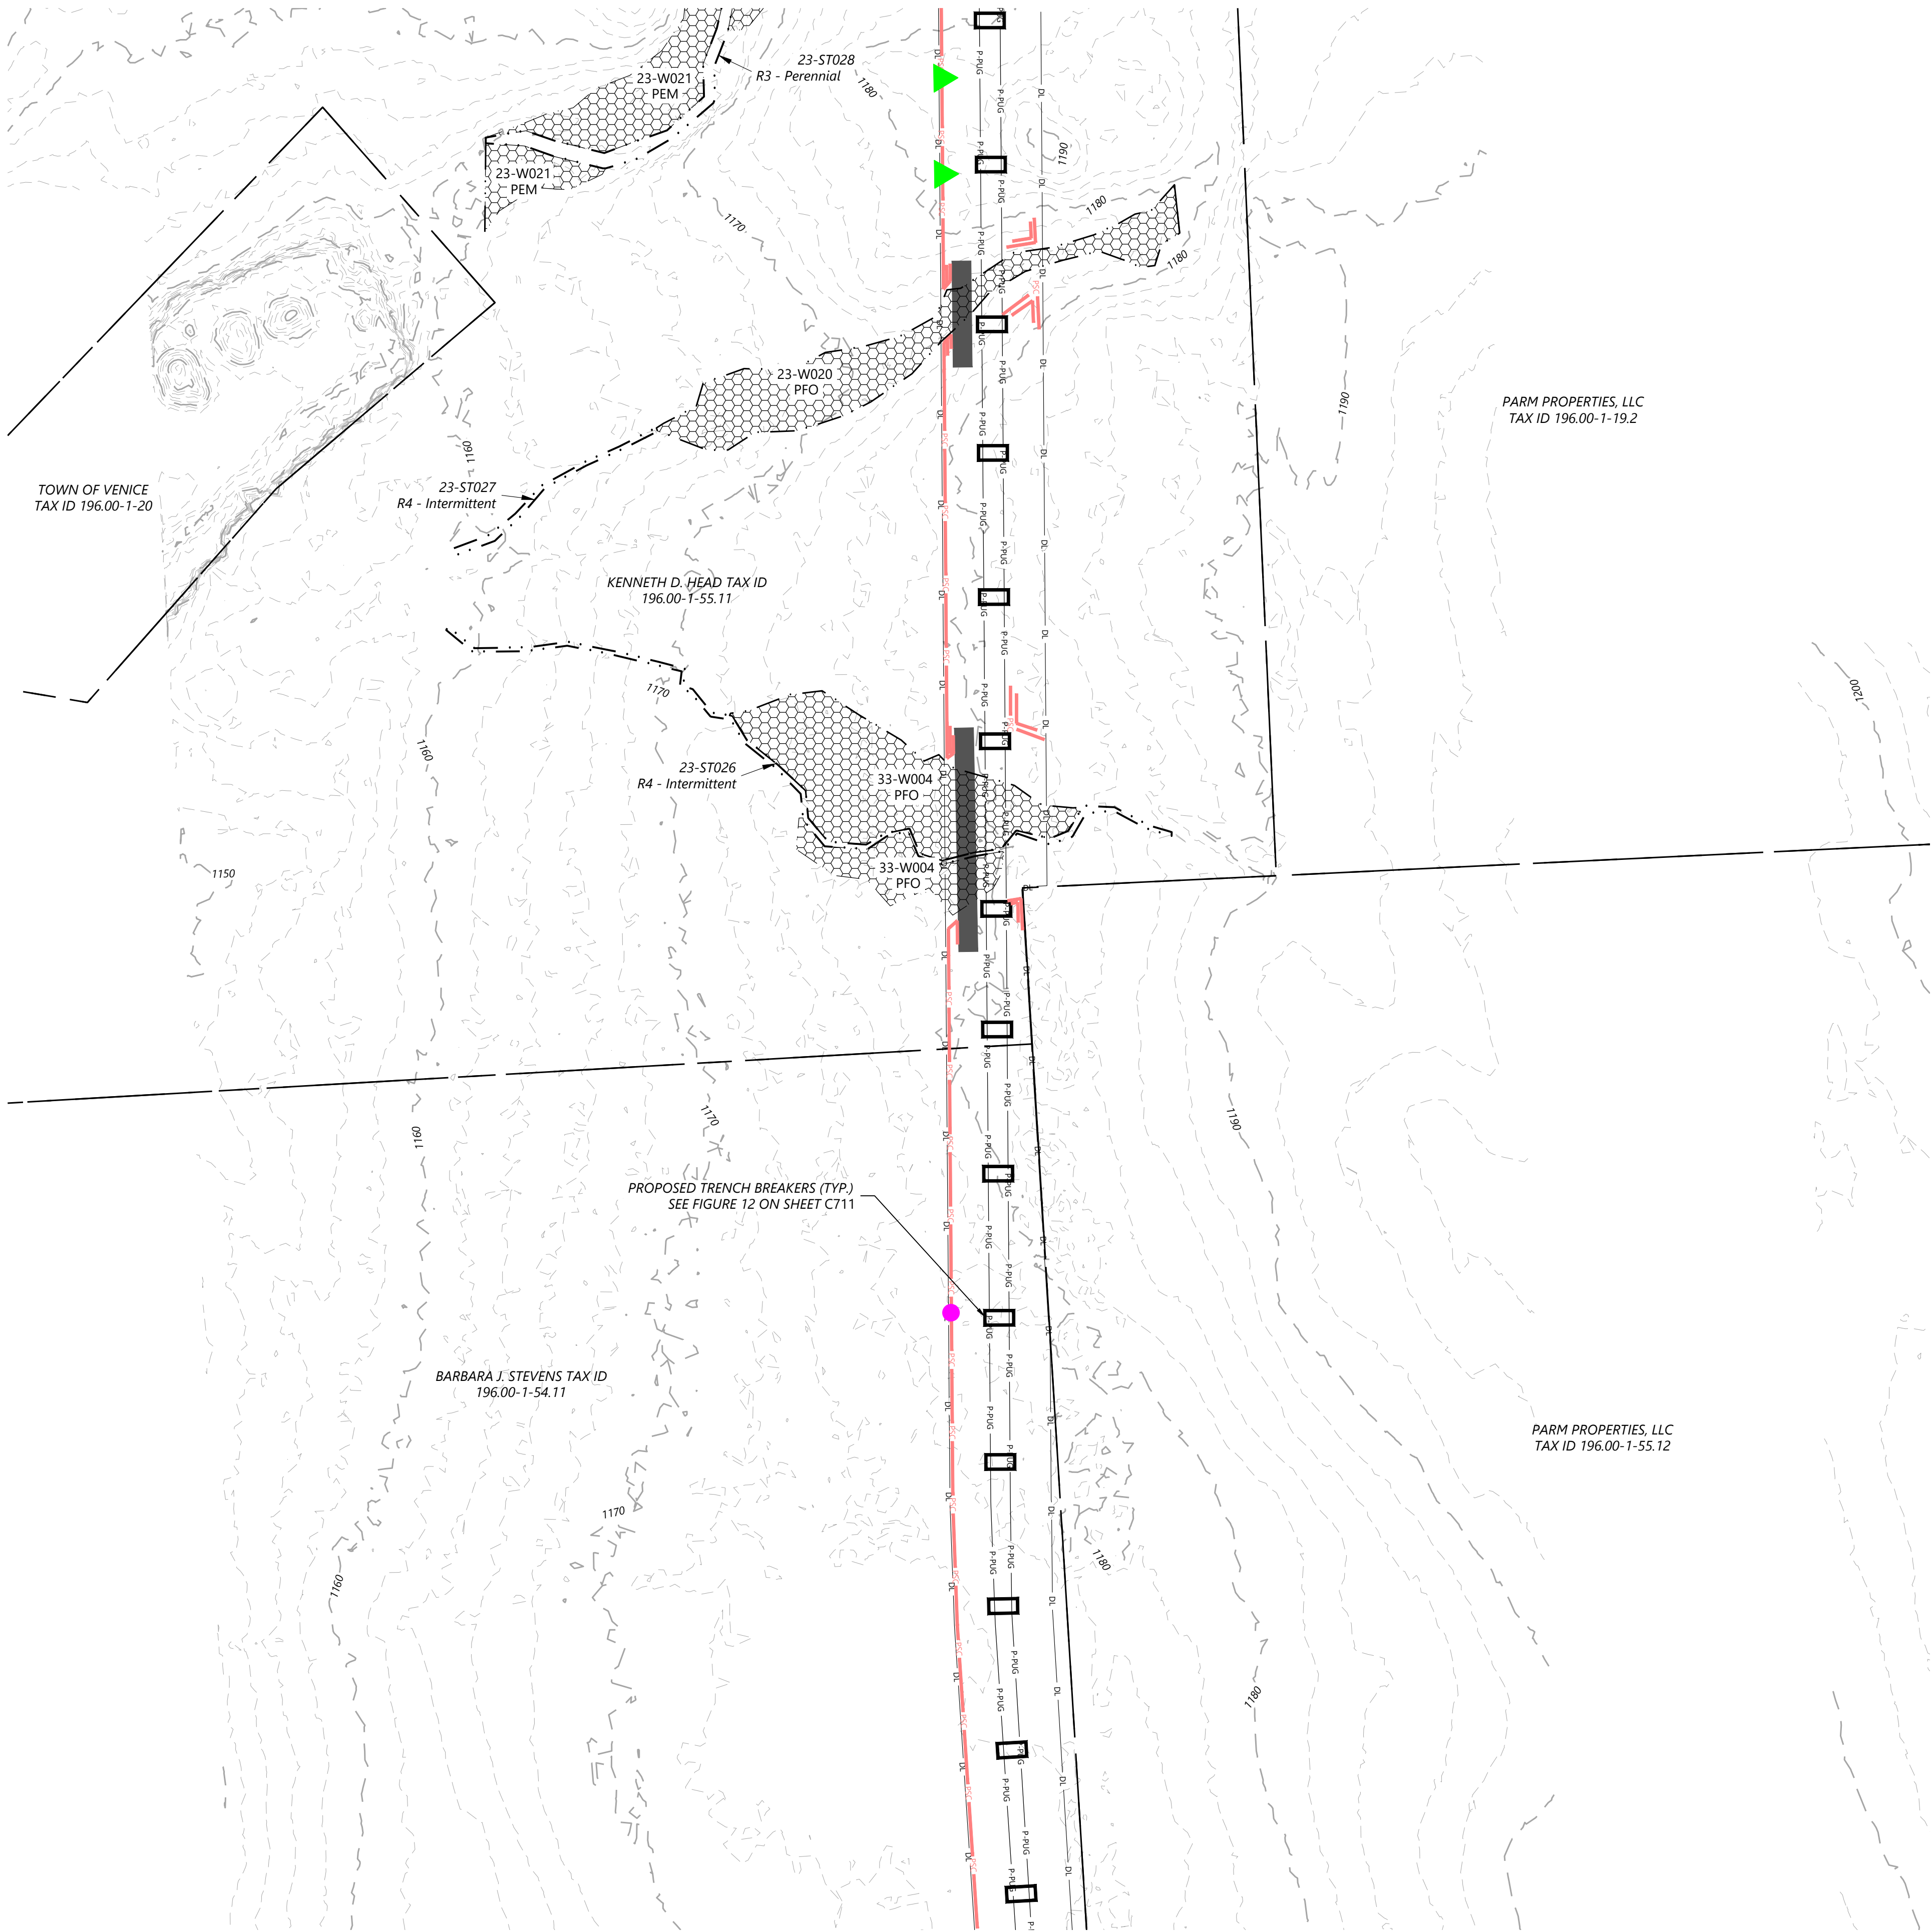 23-ST028
R3 - Perennial
23-W021
PEM
23-W021
PEM
1180
1190
1170
1180
1180
23-W020
PFO
PARM PROPERTIES, LLC
TAX ID 196.00-1-19.2
1190
1160
TOWN OF VENICE
TAX ID 196.00-1-20
23-ST027
R4 - Intermittent
KENNETH D. HEAD TAX ID
196.00-1-55.11
1170
1200
1160
23-ST026
R4 - Intermittent
33-W004
PFO
33-W004
PFO
1150
1170
1190
1160
PROPOSED TRENCH BREAKERS (TYP.)
SEE FIGURE 12 ON SHEET C711
BARBARA J. STEVENS TAX ID
196.00-1-54.11
PARM PROPERTIES, LLC
TAX ID 196.00-1-55.12
1170
1180
1160
1180
DL
P-PUG
P-PUG
DL
PSC